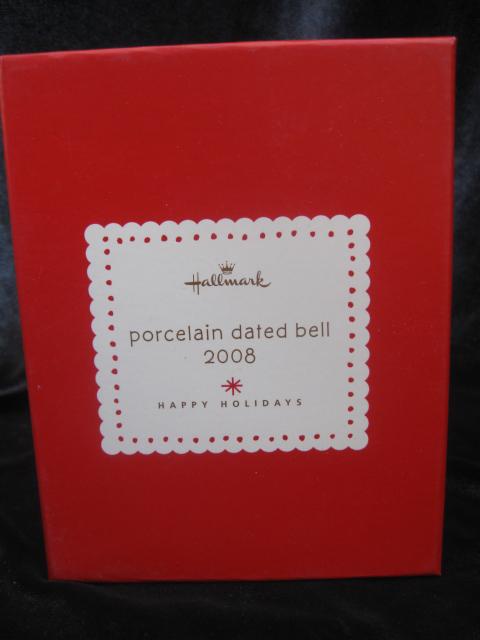 Hallmark
porcelain dated bell
2008
HAPPY HOLIDAYS